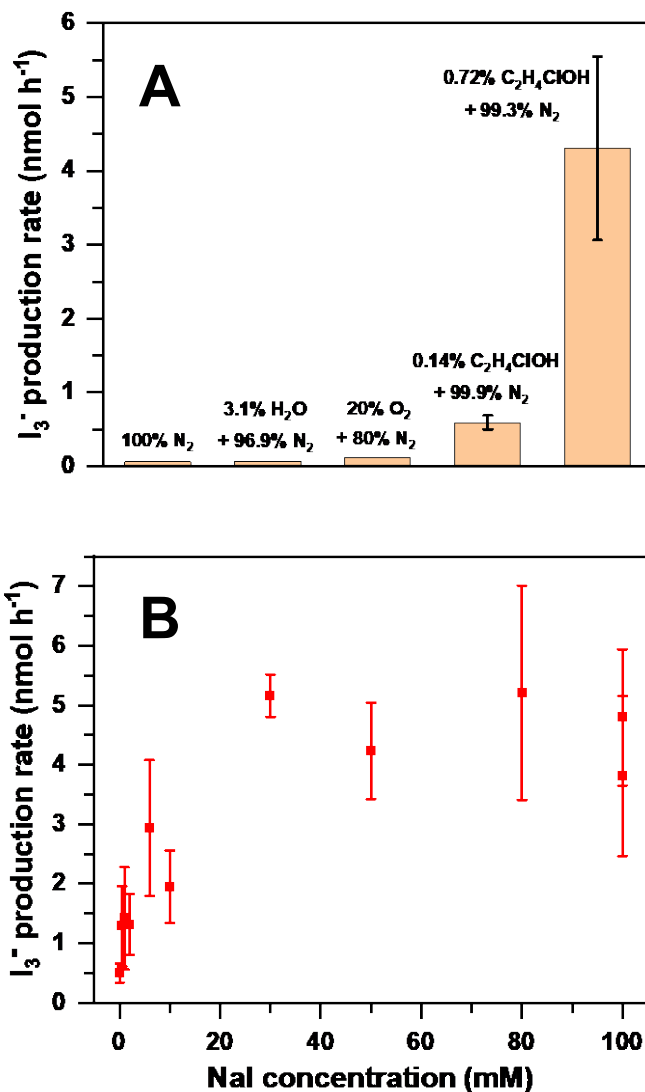 A
I₃⁻ production rate (nmol h⁻¹)
6
5
4
3
2
1
0
0.72% C₂H₄ClOH
+ 99.3% N₂
0.14% C₂H₄ClOH
+ 99.9% N₂
20% O₂
+ 80% N₂
3.1% H₂O
+ 96.9% N₂
100% N₂
B
I₃⁻ production rate (nmol h⁻¹)
7
6
5
4
3
2
1
0
0 20 40 60 80 100
NaI concentration (mM)